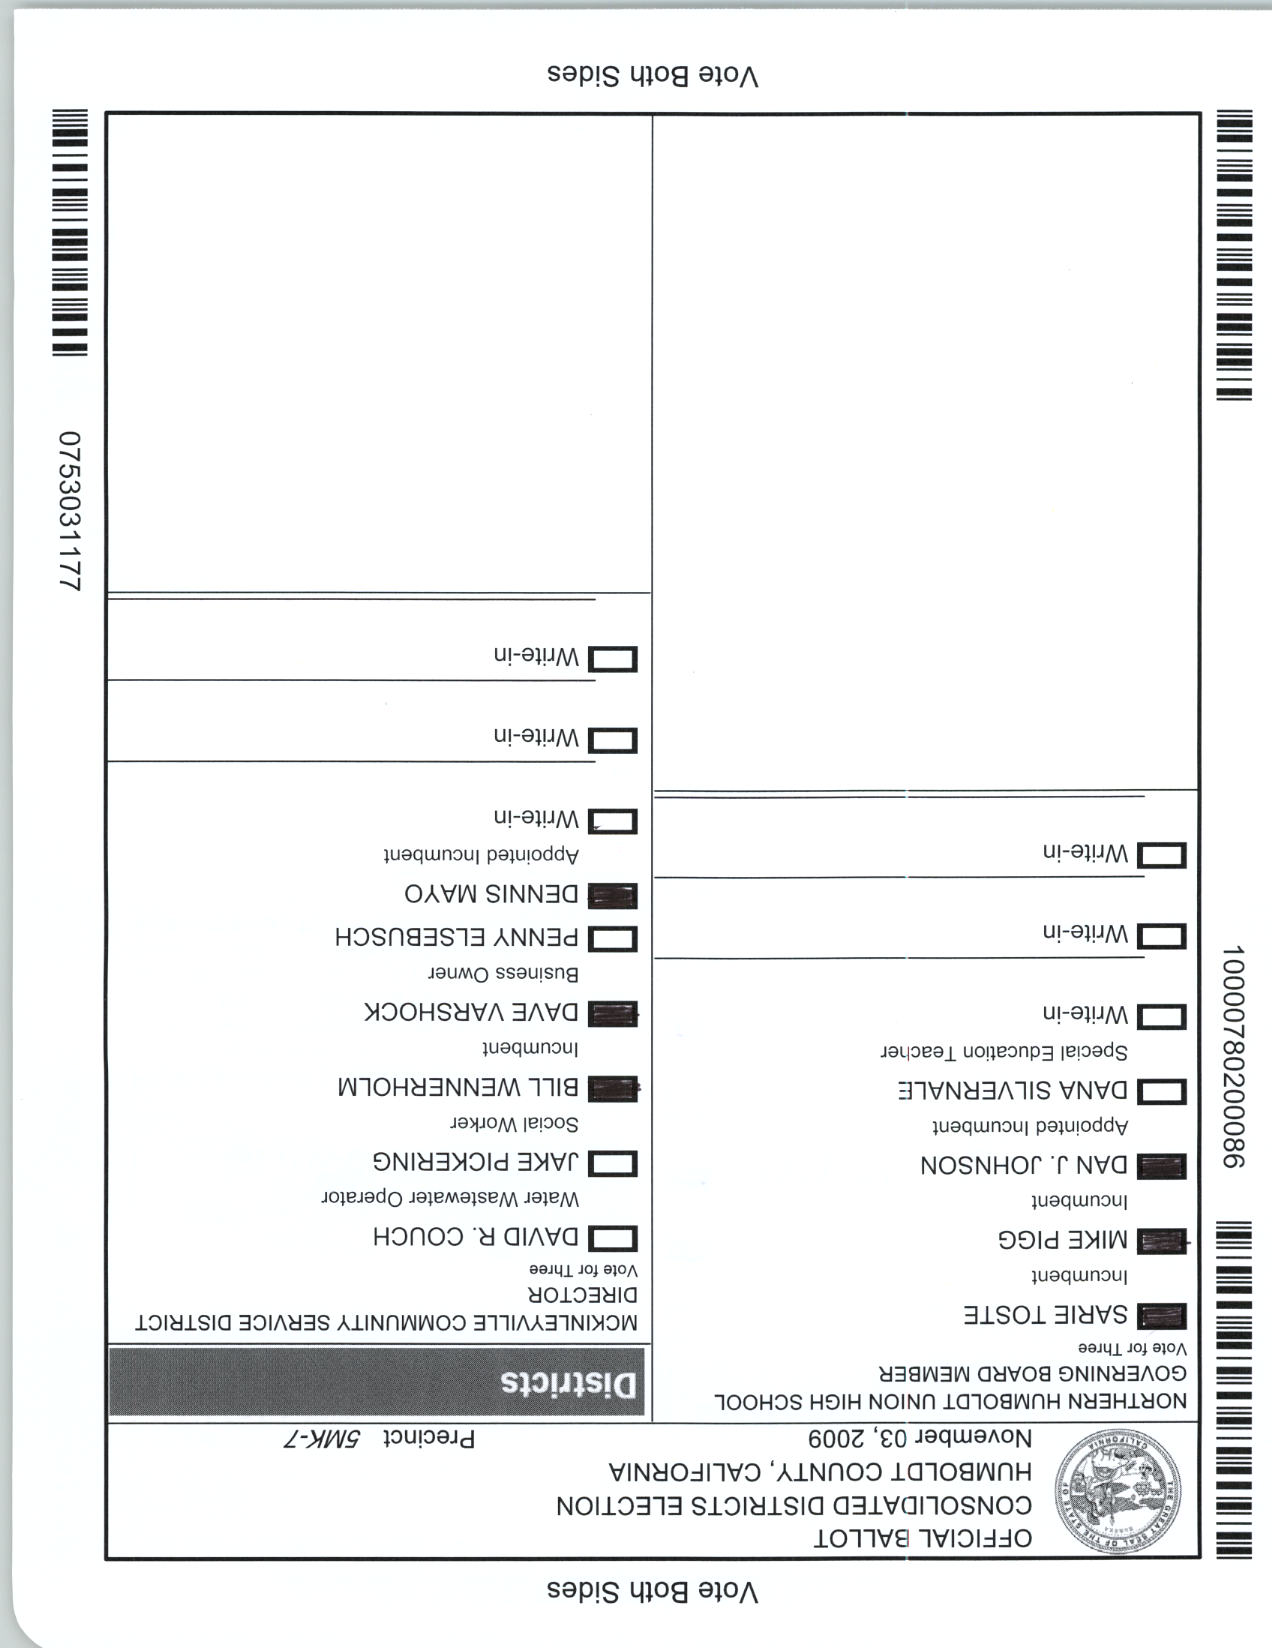 Vote Both Sides
OFFICIAL BALLOT
CONSOLIDATED DISTRICTS ELECTION
HUMBOLDT COUNTY, CALIFORNIA
November 03, 2009
Precinct 5MK-7
THE GREAT SEAL OF THE STATE OF CALIFORNIA
EUREKA
NORTHERN HUMBOLDT UNION HIGH SCHOOL
GOVERNING BOARD MEMBER
Vote for Three
SARIE TOSTE
Incumbent
MIKE PIGG
Incumbent
DAN J. JOHNSON
Appointed Incumbent
DANA SILVERNALE
Special Education Teacher
Write-in
Write-in
Write-in
Districts
MCKINLEYVILLE COMMUNITY SERVICE DISTRICT
DIRECTOR
Vote for Three
DAVID R. COUCH
Water Wastewater Operator
JAKE PICKERING
Social Worker
BILL WENNERHOLM
Incumbent
DAVE VARSHOCK
Business Owner
PENNY ELSEBUSCH
DENNIS MAYO
Appointed Incumbent
Write-in
Write-in
Write-in
10000780200086
0753031177
Vote Both Sides